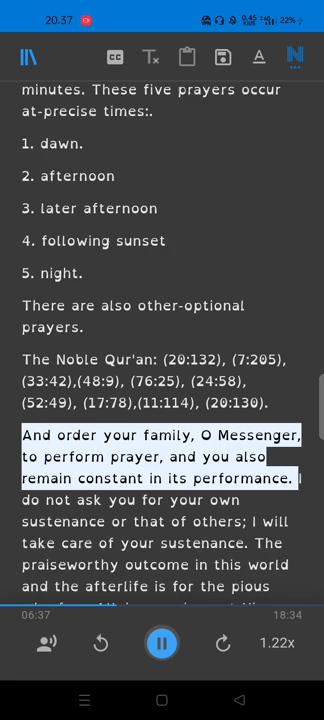 20.37
0.45
KB/s
22%
minutes. These five prayers occur
at-precise times:.
1. dawn.
2. afternoon
3. later afternoon
4. following sunset
5. night.
There are also other-optional
prayers.
The Noble Qur'an: (20:132), (7:205),
(33:42),(48:9), (76:25), (24:58),
(52:49), (17:78),(11:114), (20:130).
And order your family, O Messenger,
to perform prayer, and you also
remain constant in its performance. I
do not ask you for your own
sustenance or that of others; I will
take care of your sustenance. The
praiseworthy outcome in this world
and the afterlife is for the pious
06:37
18:34
1.22x